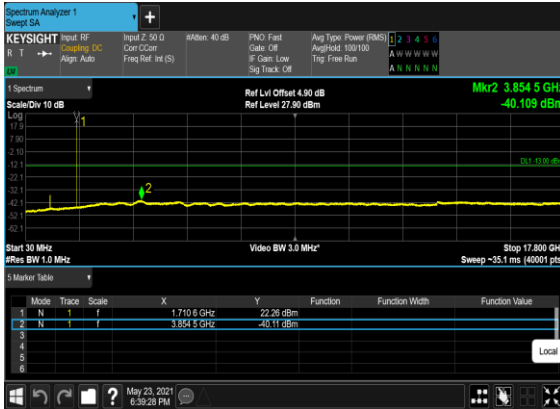 Spectrum Analyzer 1
Swept SA
+
KEYSIGHT Input: RF Input Z: 50 Ω #Atten: 40 dB PNO: Fast Avg Type: Power (RMS) 1 2 3 4 5 6
R T Coupling: DC Corr CCorr Gate: Off Avg|Hold: 100/100 A W W W W W
Align: Auto Freq Ref: Int (S) IF Gain: Low Trig: Free Run
Sig Track: Off A N N N N N
1 Spectrum Ref Lvl Offset 4.90 dB Mkr2 3.854 5 GHz
Scale/Div 10 dB Ref Level 27.90 dBm -40.109 dBm
Log
17.9
7.90
-2.10
-12.1
-22.1
-32.1
-42.1
-52.1
-62.1
1
2
DL1 -13.00 dBm
Start 30 MHz Video BW 3.0 MHz* Stop 17.800 GHz
#Res BW 1.0 MHz Sweep ~35.1 ms (40001 pts)
5 Marker Table
Mode Trace Scale X Y Function Function Width Function Value
1 N 1 f 1.710 6 GHz 22.26 dBm
2 N 1 f 3.854 5 GHz -40.11 dBm
3
4
5
6
Local
? May 23, 2021
6:39:28 PM